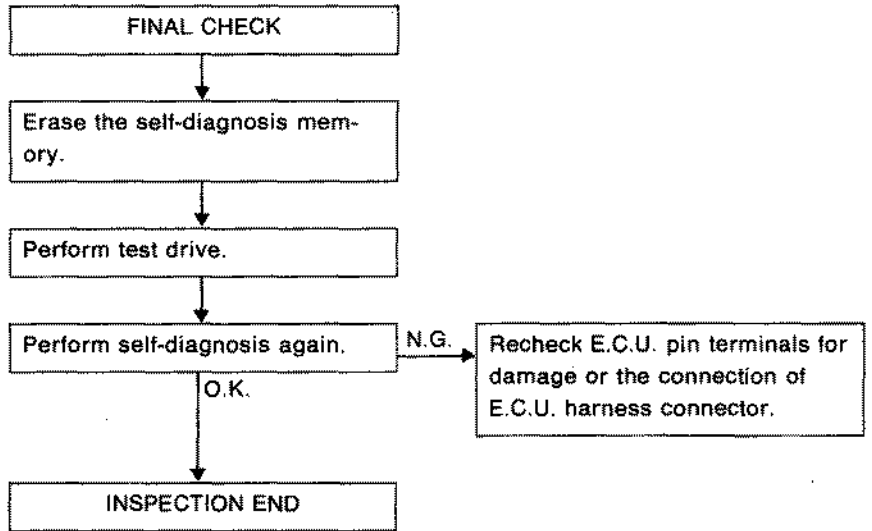 FINAL CHECK
Erase the self-diagnosis mem-
ory.
Perform test drive.
Perform self-diagnosis again.
N.G.
Recheck E.C.U. pin terminals for
damage or the connection of
E.C.U. harness connector.
O.K.
INSPECTION END